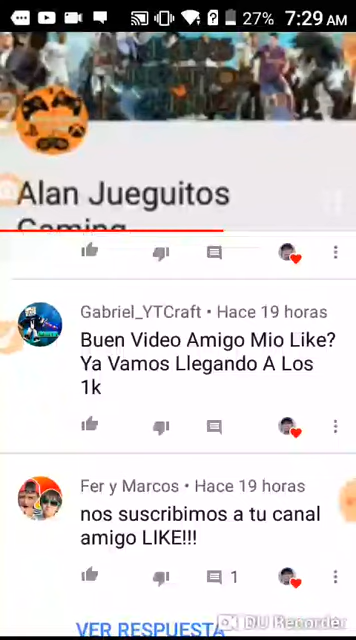 27% 7:29 AM
Alan Jueguitos
Gaming
Gabriel_YTCraft • Hace 19 horas
Buen Video Amigo Mio Like?
Ya Vamos Llegando A Los
1k
Fer y Marcos • Hace 19 horas
nos suscribimos a tu canal
amigo LIKE!!!
1
VER RESPUESTA
DU Recorder